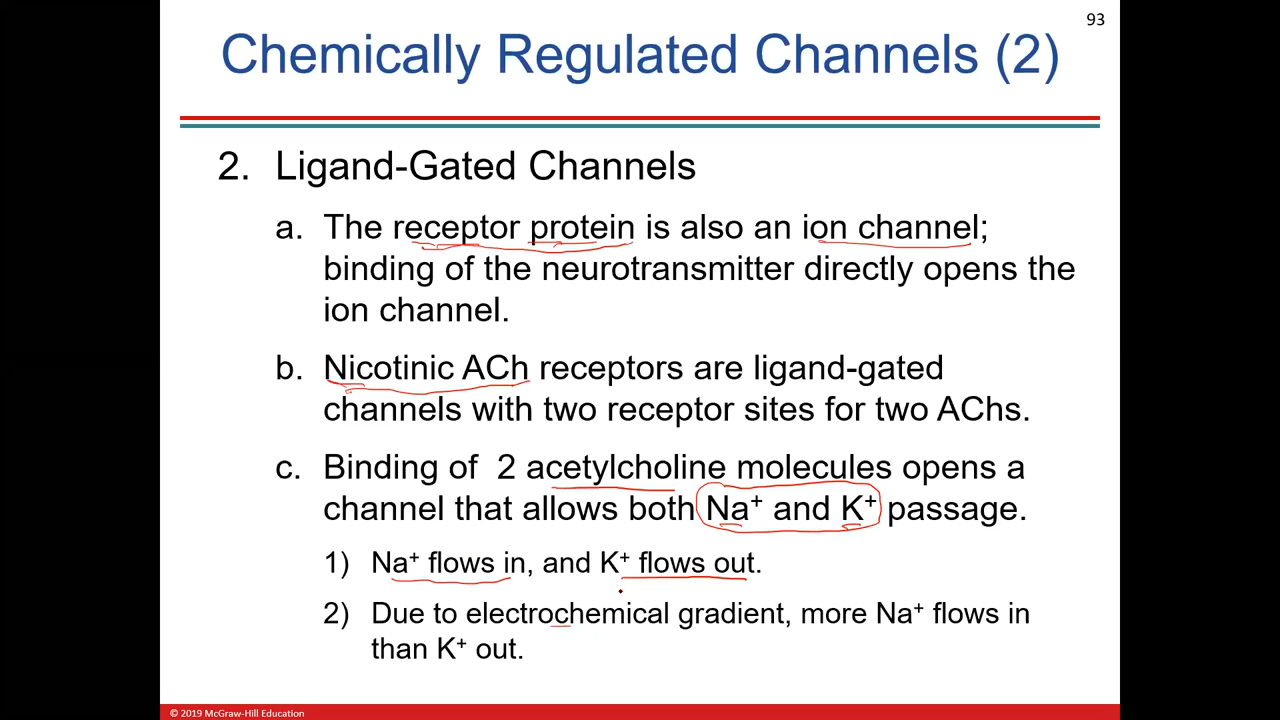 93
Chemically Regulated Channels (2)
2. Ligand-Gated Channels
a. The receptor protein is also an ion channel;
binding of the neurotransmitter directly opens the
ion channel.
b. Nicotinic ACh receptors are ligand-gated
channels with two receptor sites for two AChs.
c. Binding of 2 acetylcholine molecules opens a
channel that allows both Na⁺ and K⁺ passage.
1) Na⁺ flows in, and K⁺ flows out.
2) Due to electrochemical gradient, more Na⁺ flows in
than K⁺ out.
© 2019 McGraw-Hill Education